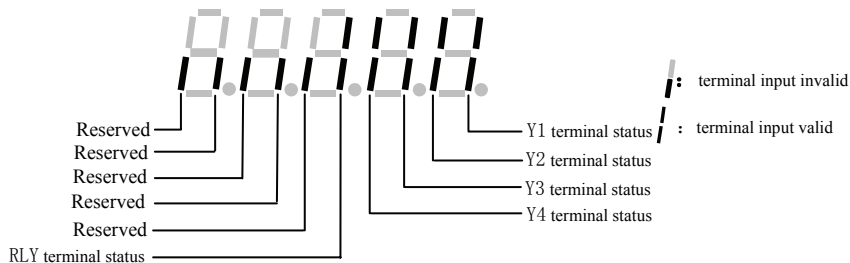 : terminal input invalid
: terminal input valid
Reserved
Reserved
Reserved
Reserved
Reserved
RLY terminal status
Y1 terminal status
Y2 terminal status
Y3 terminal status
Y4 terminal status